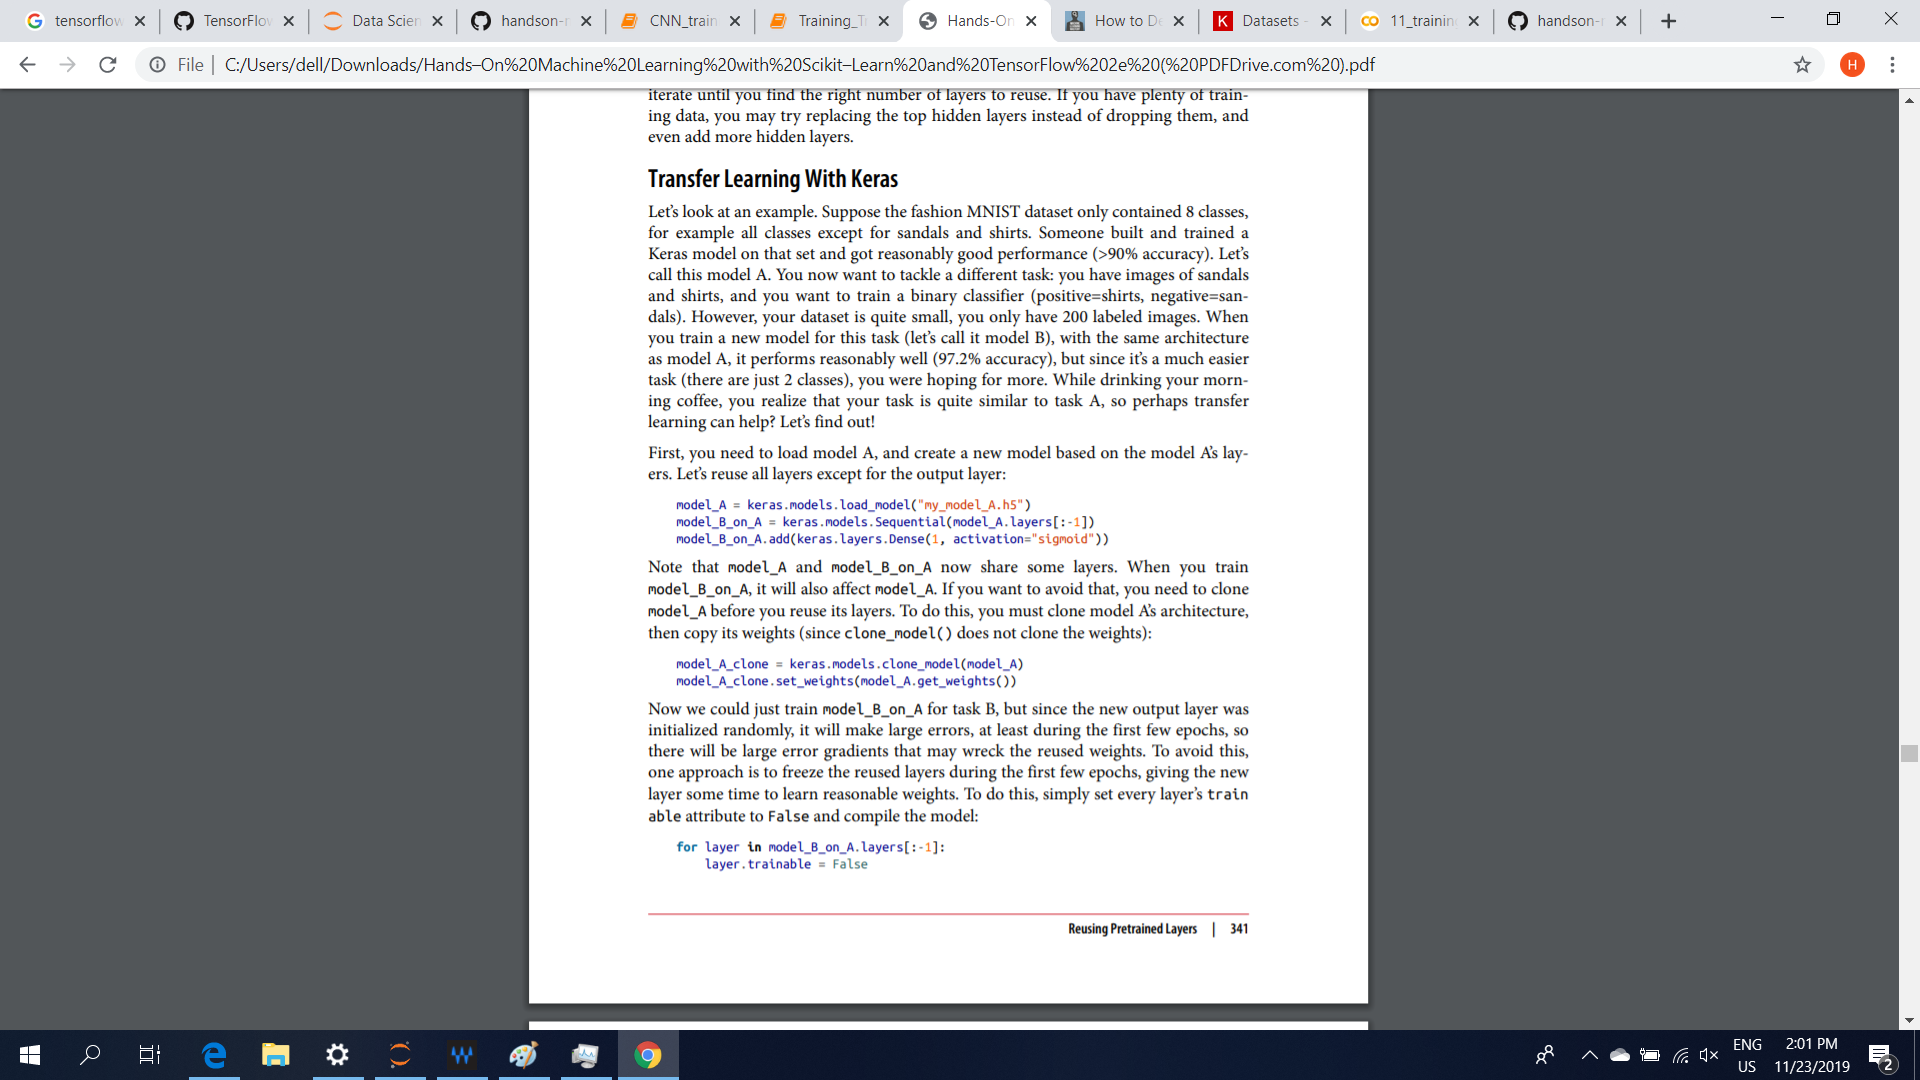 tensorflow
TensorFlow
Data Scien
handson-
CNN_train
Training_T
Hands-On
How to De
K
Datasets -
11_trainin
handson-
File
C:/Users/dell/Downloads/Hands–On%20Machine%20Learning%20with%20Scikit–Learn%20and%20TensorFlow%202e%20(%20PDFDrive.com%20).pdf
H
iterate until you find the right number of layers to reuse. If you have plenty of train-
ing data, you may try replacing the top hidden layers instead of dropping them, and
even add more hidden layers.
Transfer Learning With Keras
Let’s look at an example. Suppose the fashion MNIST dataset only contained 8 classes,
for example all classes except for sandals and shirts. Someone built and trained a
Keras model on that set and got reasonably good performance (>90% accuracy). Let’s
call this model A. You now want to tackle a different task: you have images of sandals
and shirts, and you want to train a binary classifier (positive=shirts, negative=san-
dals). However, your dataset is quite small, you only have 200 labeled images. When
you train a new model for this task (let’s call it model B), with the same architecture
as model A, it performs reasonably well (97.2% accuracy), but since it’s a much easier
task (there are just 2 classes), you were hoping for more. While drinking your morn-
ing coffee, you realize that your task is quite similar to task A, so perhaps transfer
learning can help? Let’s find out!
First, you need to load model A, and create a new model based on the model A’s lay-
ers. Let’s reuse all layers except for the output layer:
model_A = keras.models.load_model("my_model_A.h5")
model_B_on_A = keras.models.Sequential(model_A.layers[:-1])
model_B_on_A.add(keras.layers.Dense(1, activation="sigmoid"))
Note that model_A and model_B_on_A now share some layers. When you train
model_B_on_A, it will also affect model_A. If you want to avoid that, you need to clone
model_A before you reuse its layers. To do this, you must clone model A’s architecture,
then copy its weights (since clone_model() does not clone the weights):
model_A_clone = keras.models.clone_model(model_A)
model_A_clone.set_weights(model_A.get_weights())
Now we could just train model_B_on_A for task B, but since the new output layer was
initialized randomly, it will make large errors, at least during the first few epochs, so
there will be large error gradients that may wreck the reused weights. To avoid this,
one approach is to freeze the reused layers during the first few epochs, giving the new
layer some time to learn reasonable weights. To do this, simply set every layer’s train
able attribute to False and compile the model:
for layer in model_B_on_A.layers[:-1]:
layer.trainable = False
Reusing Pretrained Layers | 341
ENG
US
2:01 PM
11/23/2019
2